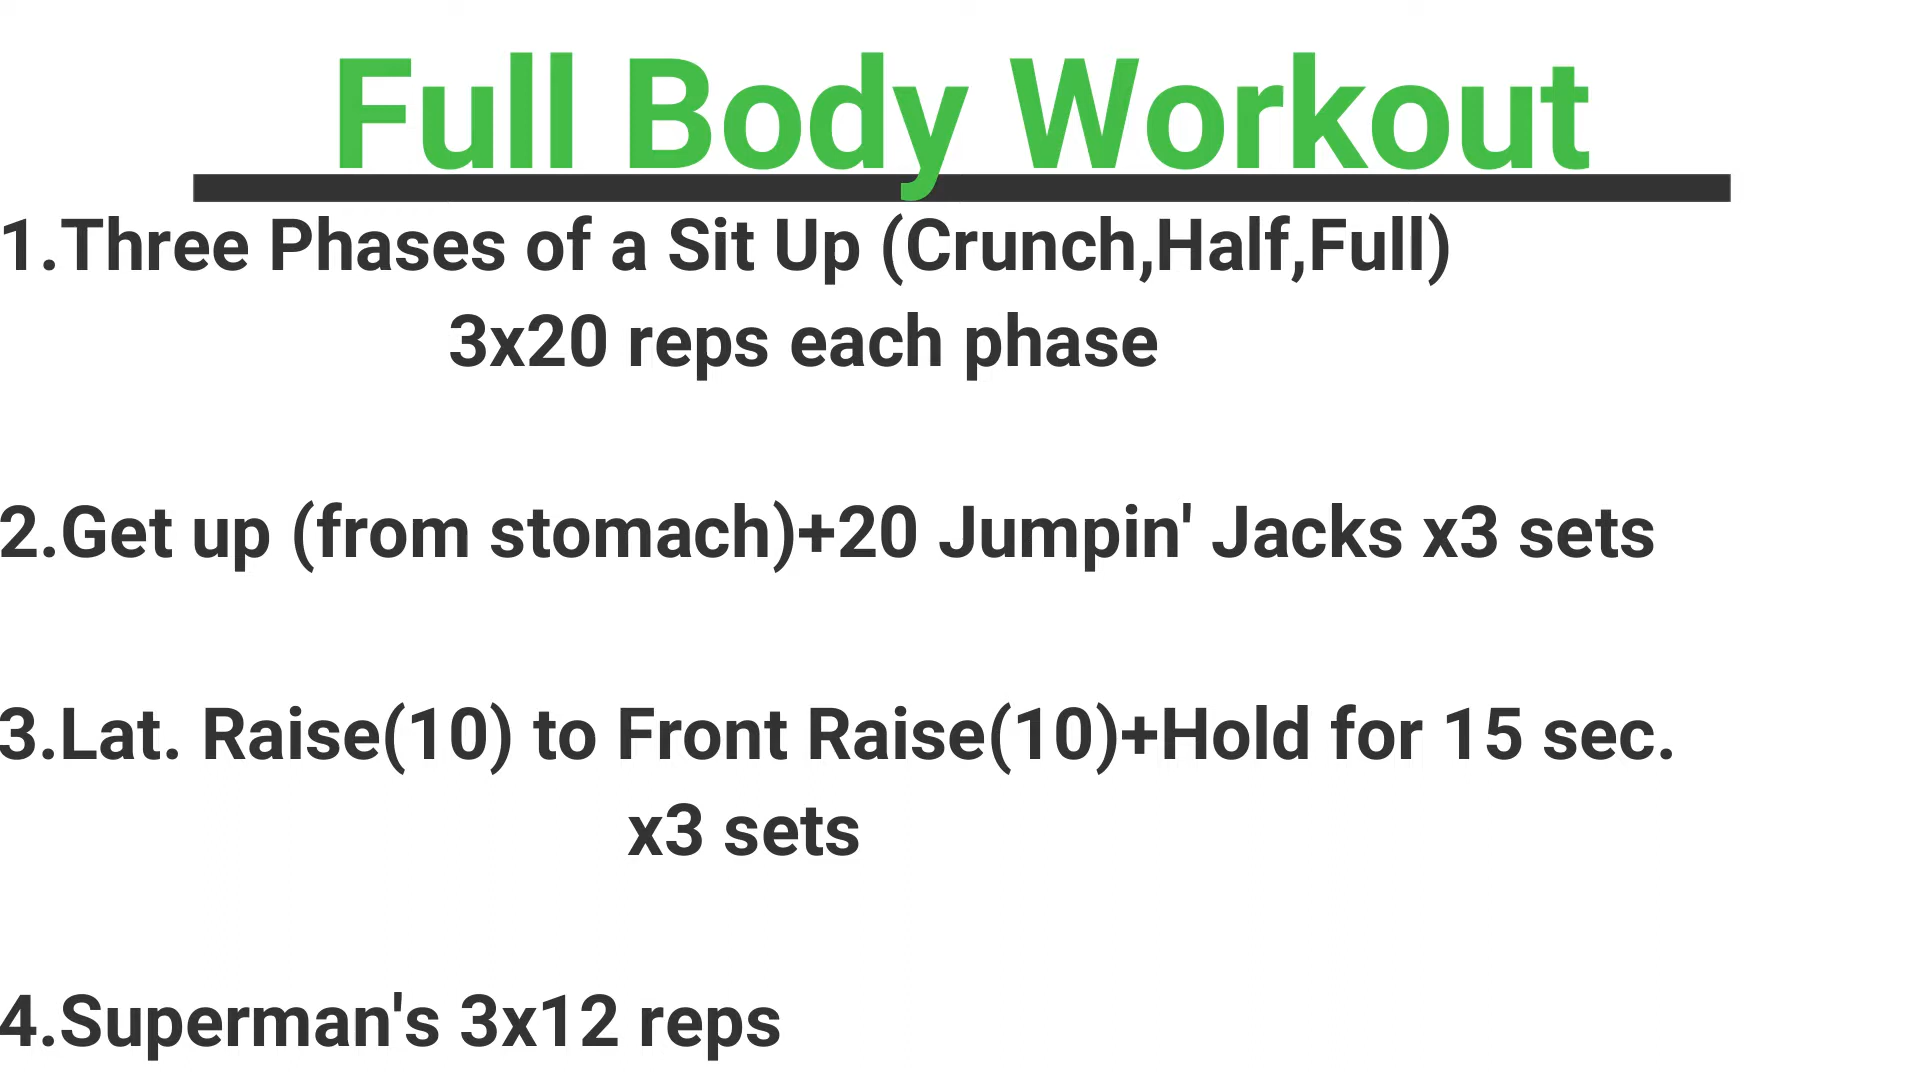 Full Body Workout
1.Three Phases of a Sit Up (Crunch,Half,Full)
3x20 reps each phase
2.Get up (from stomach)+20 Jumpin' Jacks x3 sets
3.Lat. Raise(10) to Front Raise(10)+Hold for 15 sec.
x3 sets
4.Superman's 3x12 reps